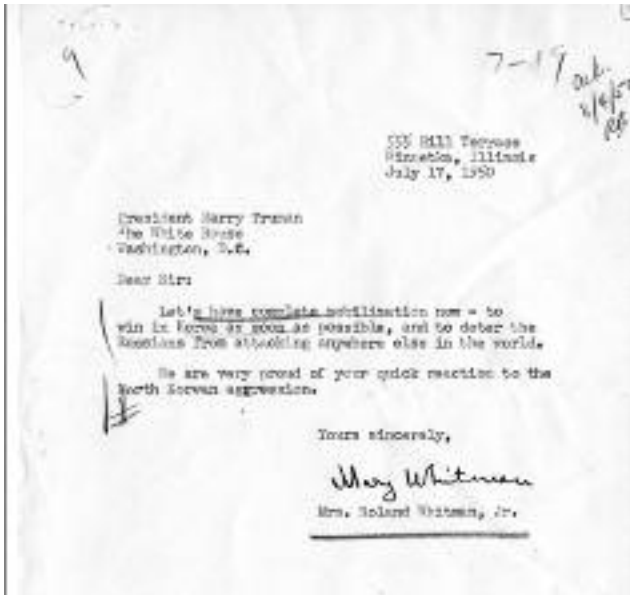 9
7-19
ack.
555 Hill Terrace
Winnetka, Illinois
July 17, 1950
President Harry Truman
The White House
Washington, D.C.
Dear Sir:
Let's have complete mobilization now - to
win in Korea as soon as possible, and to deter the
Russians from attacking anywhere else in the world.
We are very proud of your quick reaction to the
North Korean aggression.
Yours sincerely,
Mary Whitman
Mrs. Roland Whitman, Jr.